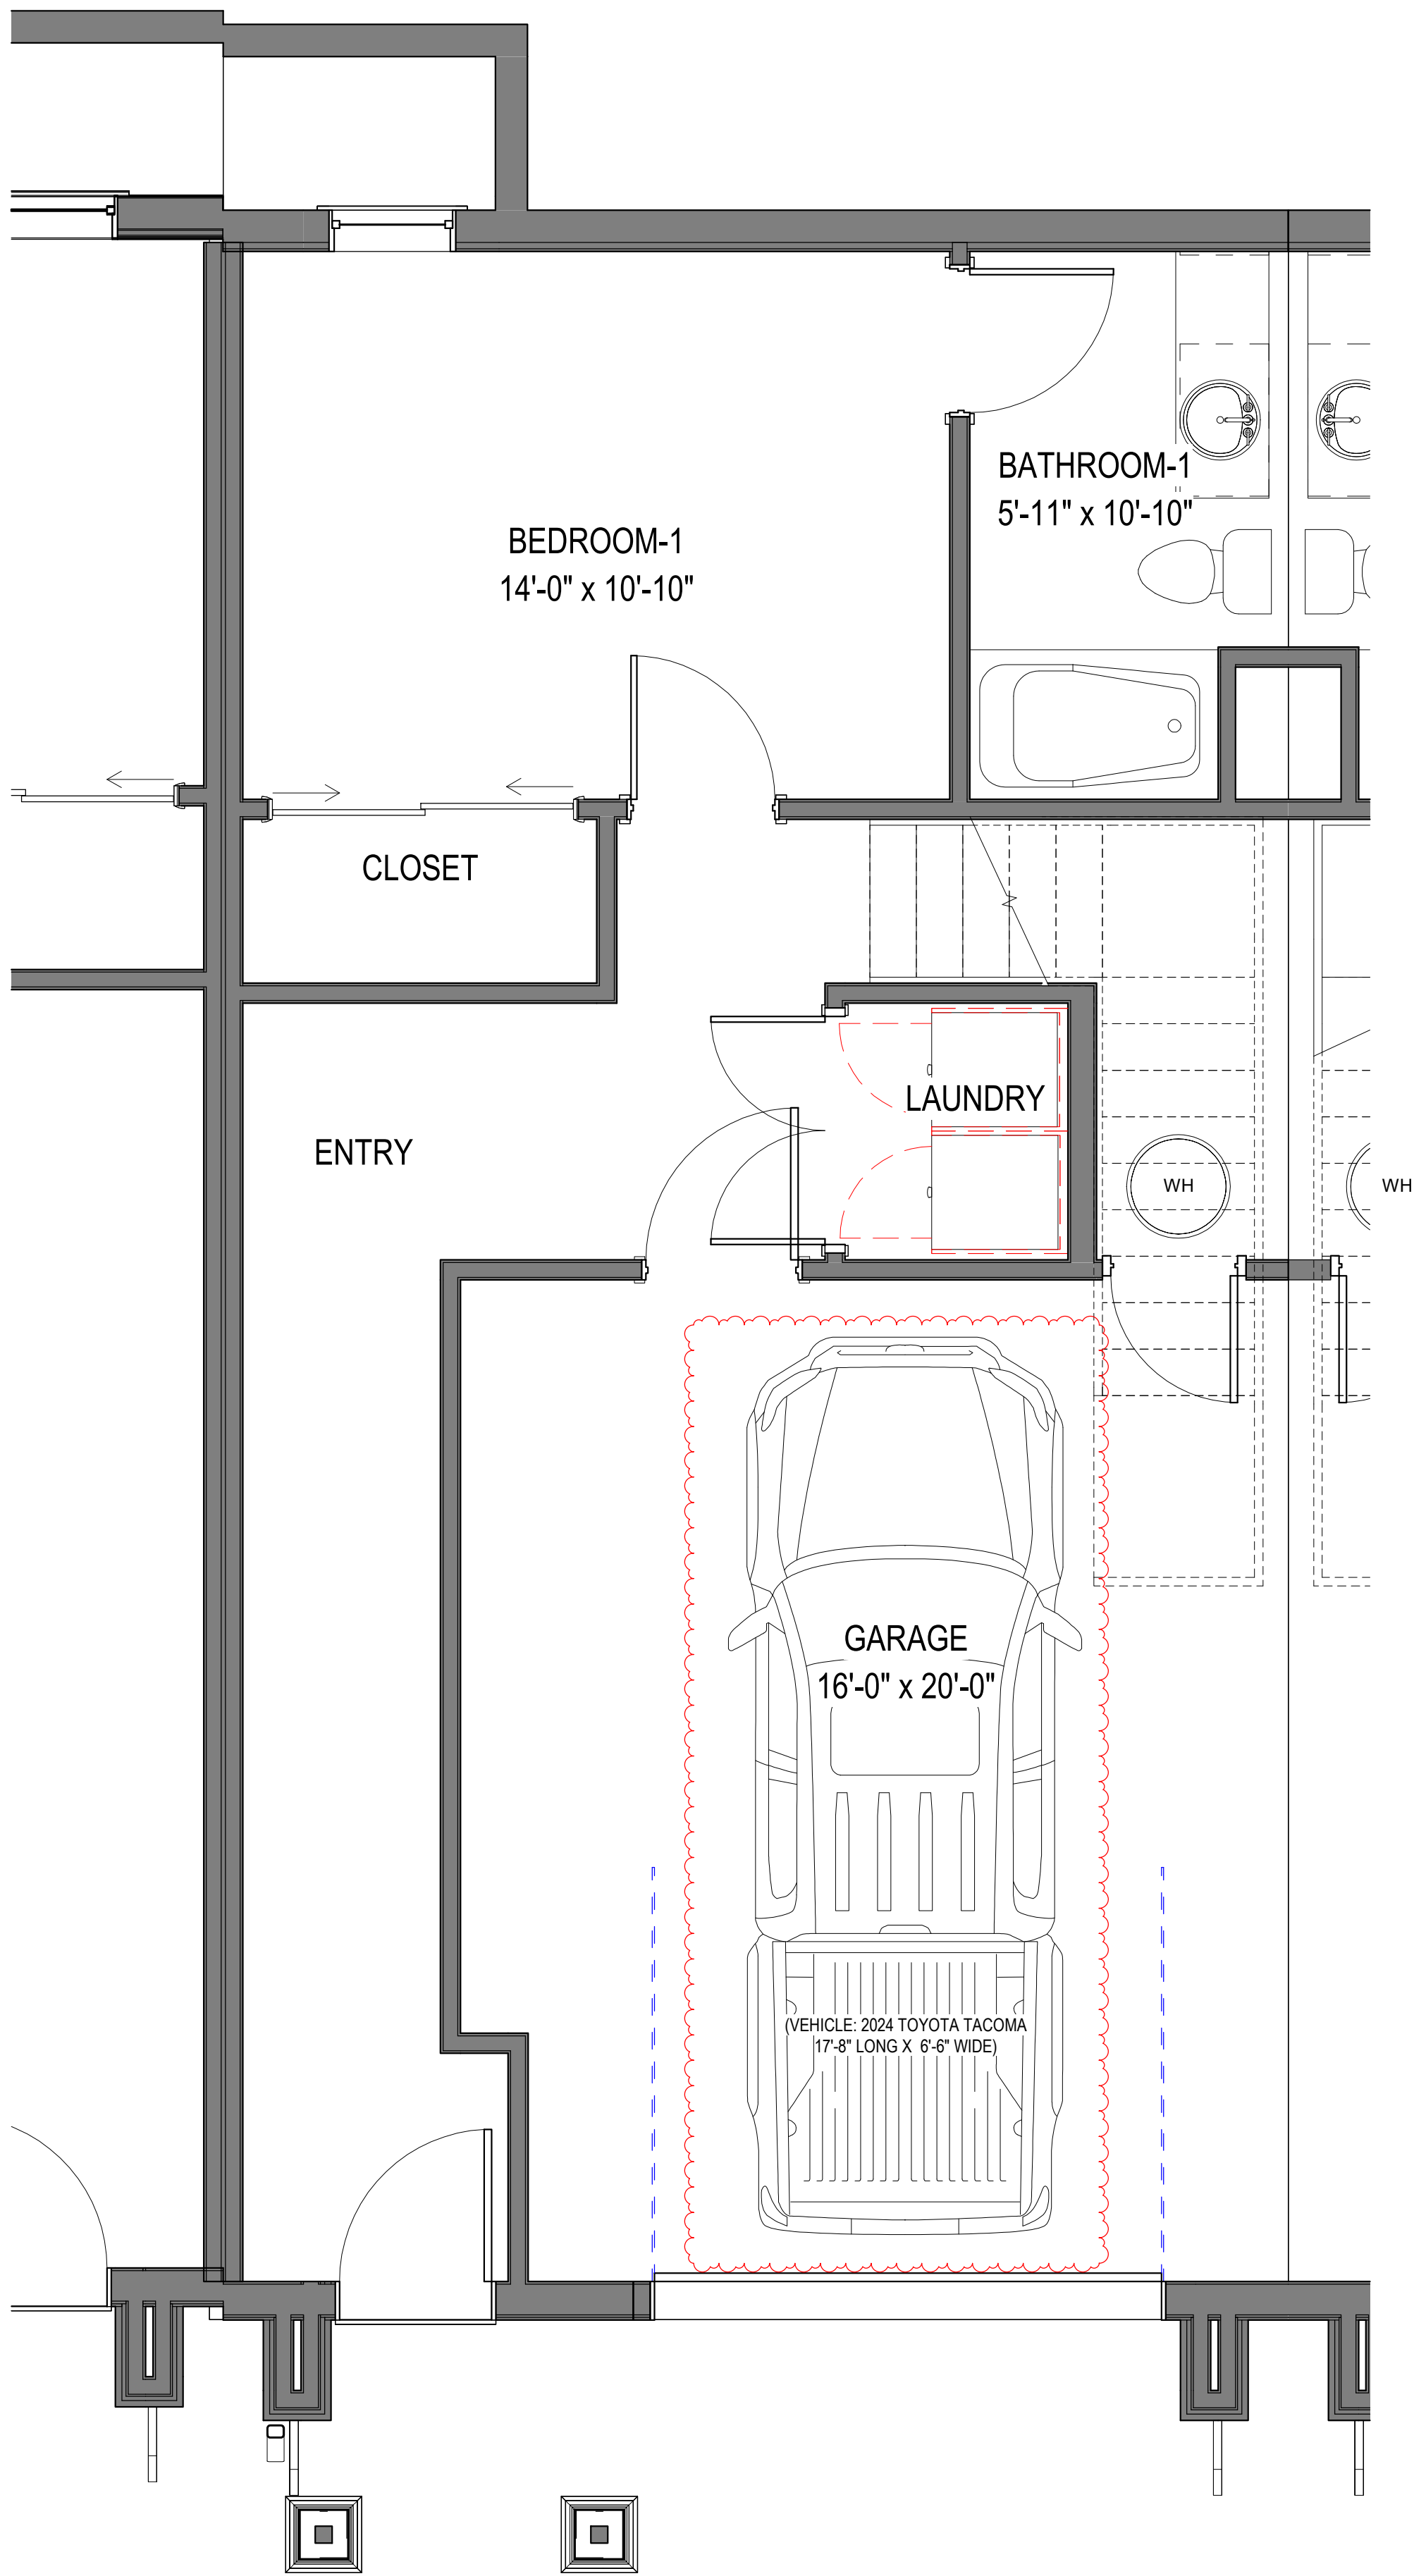 BATHROOM-1
5'-11" x 10'-10"
BEDROOM-1
14'-0" x 10'-10"
CLOSET
LAUNDRY
ENTRY
WH
WH
GARAGE
16'-0" x 20'-0"
(VEHICLE: 2024 TOYOTA TACOMA
17'-8" LONG X 6'-6" WIDE)